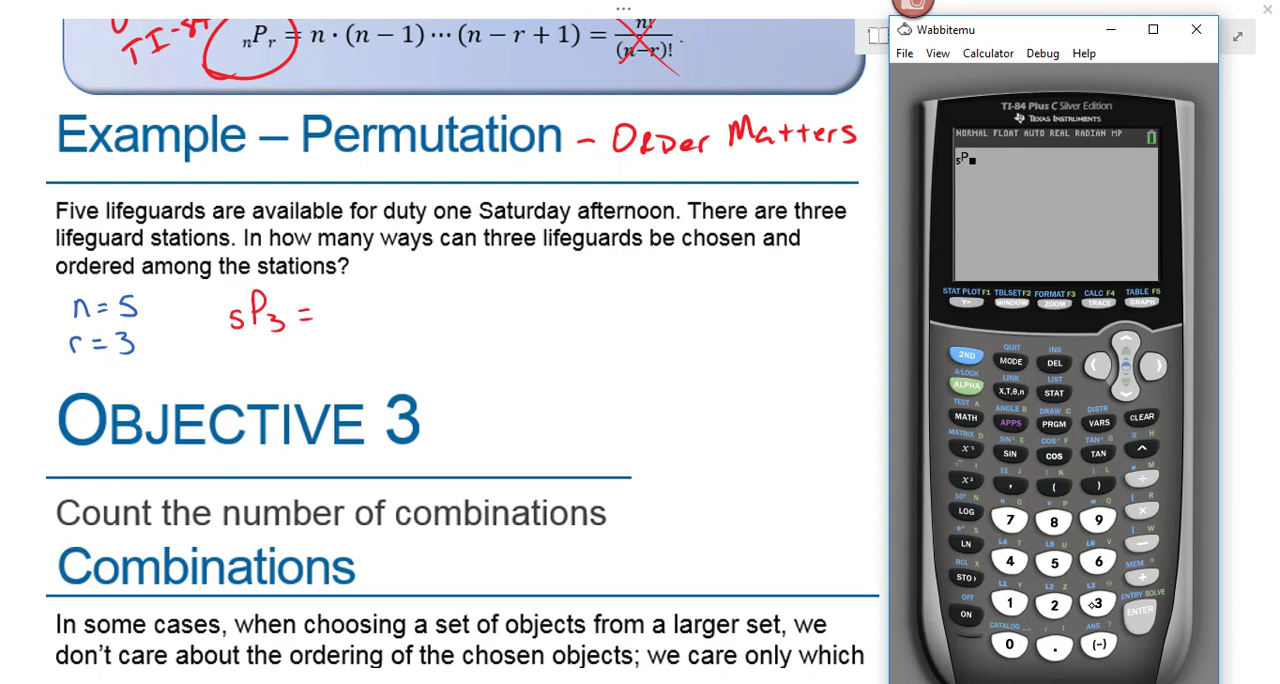 TI-84
nPr = n · (n − 1) ⋯ (n − r + 1) = n!/(n−r)! .
Example – Permutation - Order Matters
Five lifeguards are available for duty one Saturday afternoon. There are three
lifeguard stations. In how many ways can three lifeguards be chosen and
ordered among the stations?
n = 5
r = 3
5P3 =
OBJECTIVE 3
Count the number of combinations
Combinations
In some cases, when choosing a set of objects from a larger set, we
don't care about the ordering of the chosen objects; we care only which
Wabbitemu
File View Calculator Debug Help
TI-84 Plus C Silver Edition
TEXAS INSTRUMENTS
NORMAL FLOAT AUTO REAL RADIAN MP
5P
STAT PLOT F1 TBLSET F2 FORMAT F3 CALC F4 TABLE F5
Y= WINDOW ZOOM TRACE GRAPH
QUIT INS
2ND MODE DEL
A-LOCK LINK LIST
ALPHA X,T,θ,n STAT
TEST A ANGLE B DRAW C DISTR
MATH APPS PRGM VARS CLEAR
MATRIX D SIN⁻¹ E COS⁻¹ F TAN⁻¹ G π H
X⁻¹ SIN COS TAN ^
√ I EE J { K } L e M
X² , ( ) ÷
10ˣ N u O v P w Q [ R
LOG 7 8 9 ×
eˣ S L4 T L5 U L6 V ] W
LN 4 5 6 −
RCL X L1 Y L2 Z L3 θ MEM "
STO› 1 2 3 +
OFF CATALOG : ANS ? ENTRY SOLVE
ON 0 . (−) ENTER